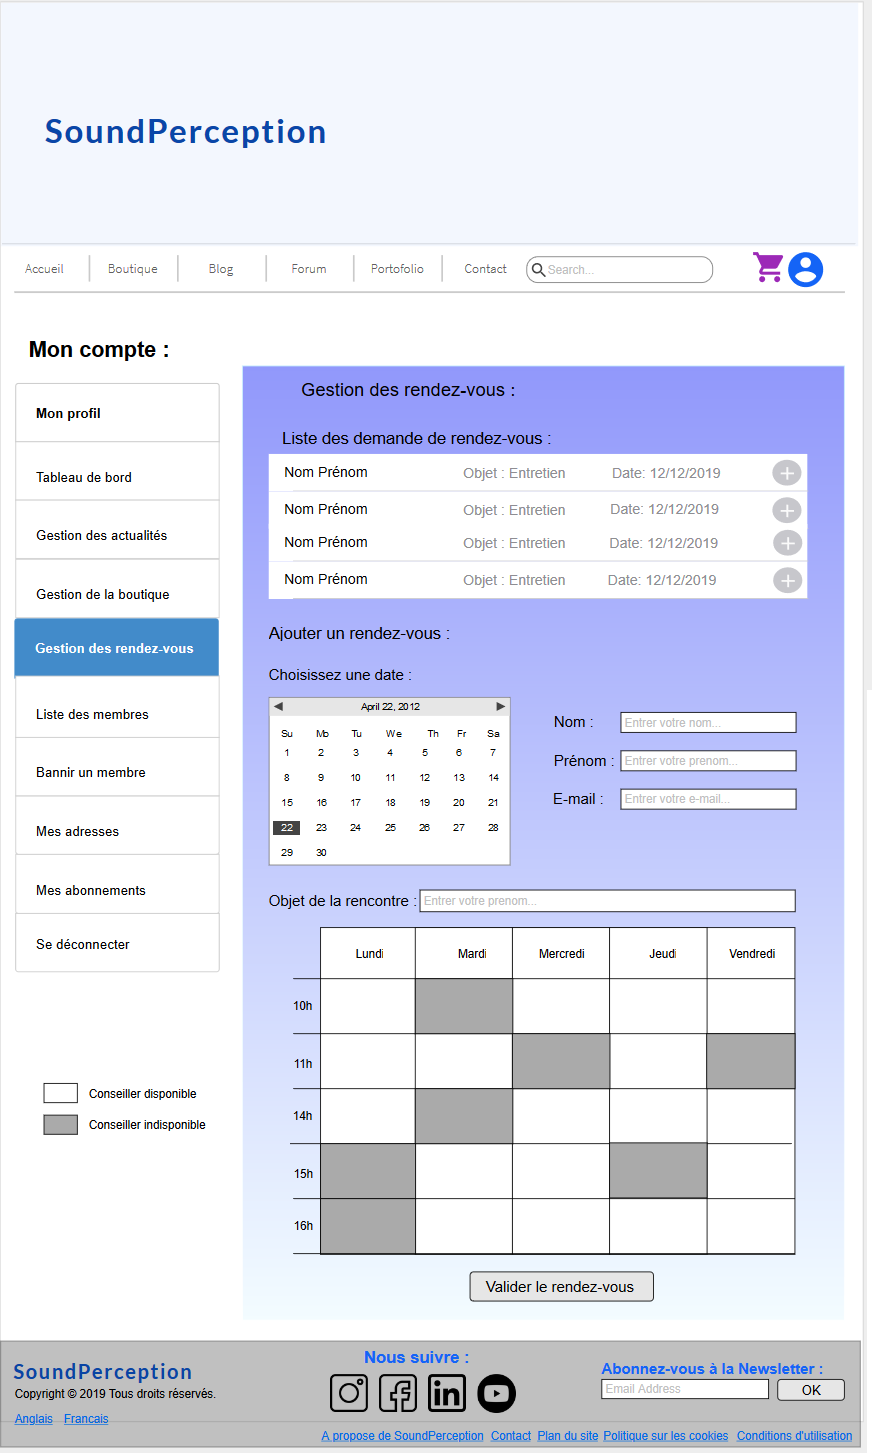 SoundPerception
Accueil Boutique Blog Forum Portofolio Contact Search...
Mon compte :
Mon profil
Tableau de bord
Gestion des actualités
Gestion de la boutique
Gestion des rendez-vous
Liste des membres
Bannir un membre
Mes adresses
Mes abonnements
Se déconnecter
Conseiller disponible
Conseiller indisponible
Gestion des rendez-vous :
Liste des demande de rendez-vous :
Nom Prénom Objet : Entretien Date: 12/12/2019
Nom Prénom Objet : Entretien Date: 12/12/2019
Nom Prénom Objet : Entretien Date: 12/12/2019
Nom Prénom Objet : Entretien Date: 12/12/2019
Ajouter un rendez-vous :
Choisissez une date :
April 22, 2012
Su Mo Tu We Th Fr Sa
1 2 3 4 5 6 7
8 9 10 11 12 13 14
15 16 17 18 19 20 21
22 23 24 25 26 27 28
29 30
Nom : Entrer votre nom...
Prénom : Entrer votre prenom...
E-mail : Entrer votre e-mail...
Objet de la rencontre : Entrer votre prenom...
Lundi Mardi Mercredi Jeudi Vendredi
10h
11h
14h
15h
16h
Valider le rendez-vous
SoundPerception
Copyright © 2019 Tous droits réservés.
Anglais Francais
Nous suivre :
Abonnez-vous à la Newsletter :
Email Address OK
A propose de SoundPerception Contact Plan du site Politique sur les cookies Conditions d'utilisation